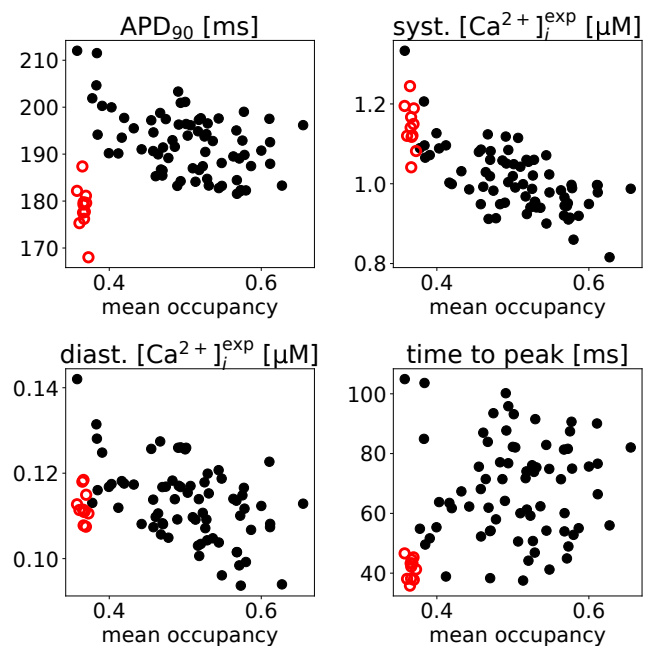 APD₉₀ [ms]
210
200
190
180
170
0.4 0.6
mean occupancy
syst. [Ca²⁺]ᵢᵉˣᵖ [µM]
1.2
1.0
0.8
0.4 0.6
mean occupancy
diast. [Ca²⁺]ᵢᵉˣᵖ [µM]
0.14
0.12
0.10
0.4 0.6
mean occupancy
time to peak [ms]
100
80
60
40
0.4 0.6
mean occupancy